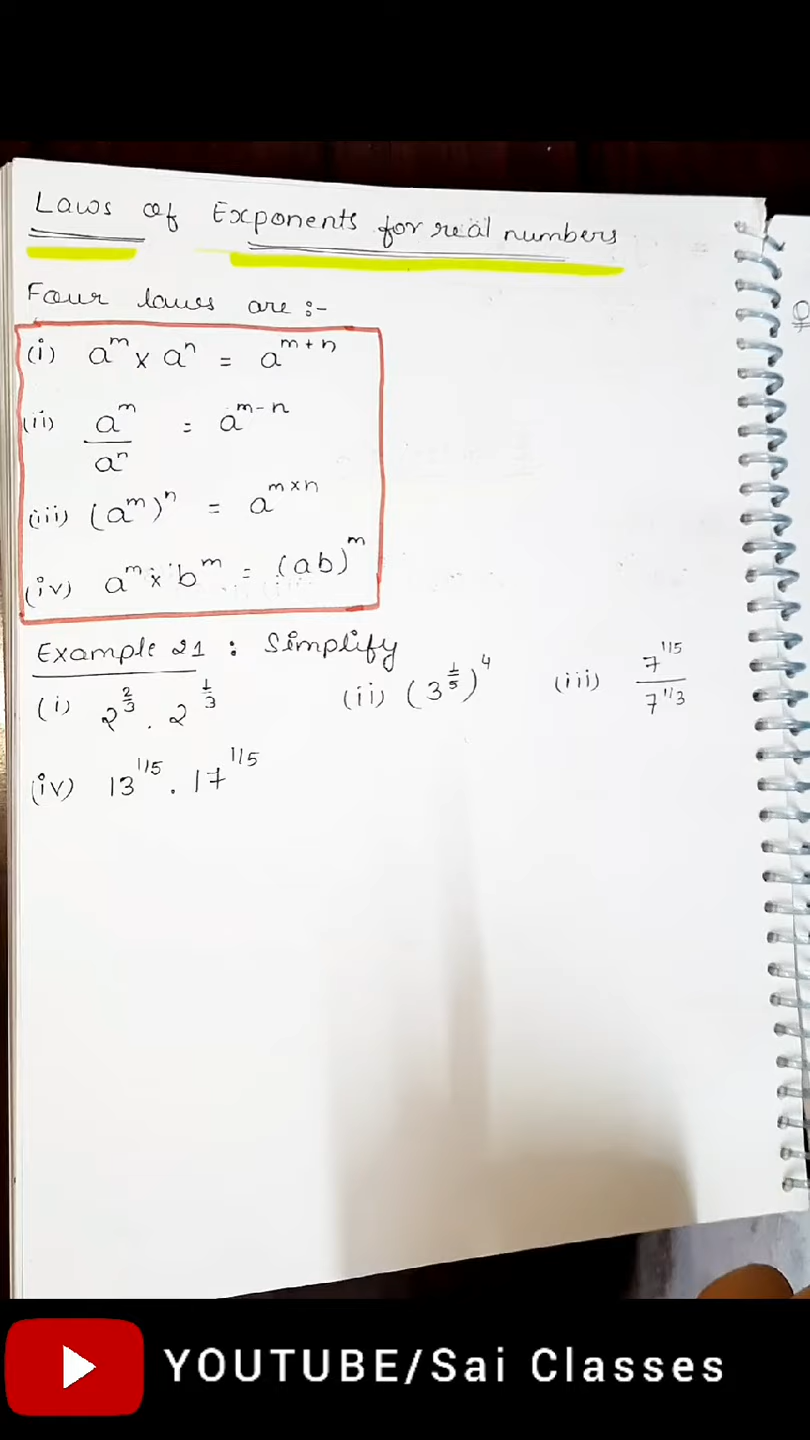 Laws of Exponents for real numbers
Four laws are :-
(i) a^m × a^n = a^{m+n}
(ii) a^m / a^n = a^{m-n}
(iii) (a^m)^n = a^{m×n}
(iv) a^m × b^m = (ab)^m
Example 21 : Simplify
(i) 2^{2/3} . 2^{1/3} (ii) (3^{1/5})^4 (iii) 7^{1/5} / 7^{1/3}
(iv) 13^{1/5} . 17^{1/5}
YOUTUBE/Sai Classes